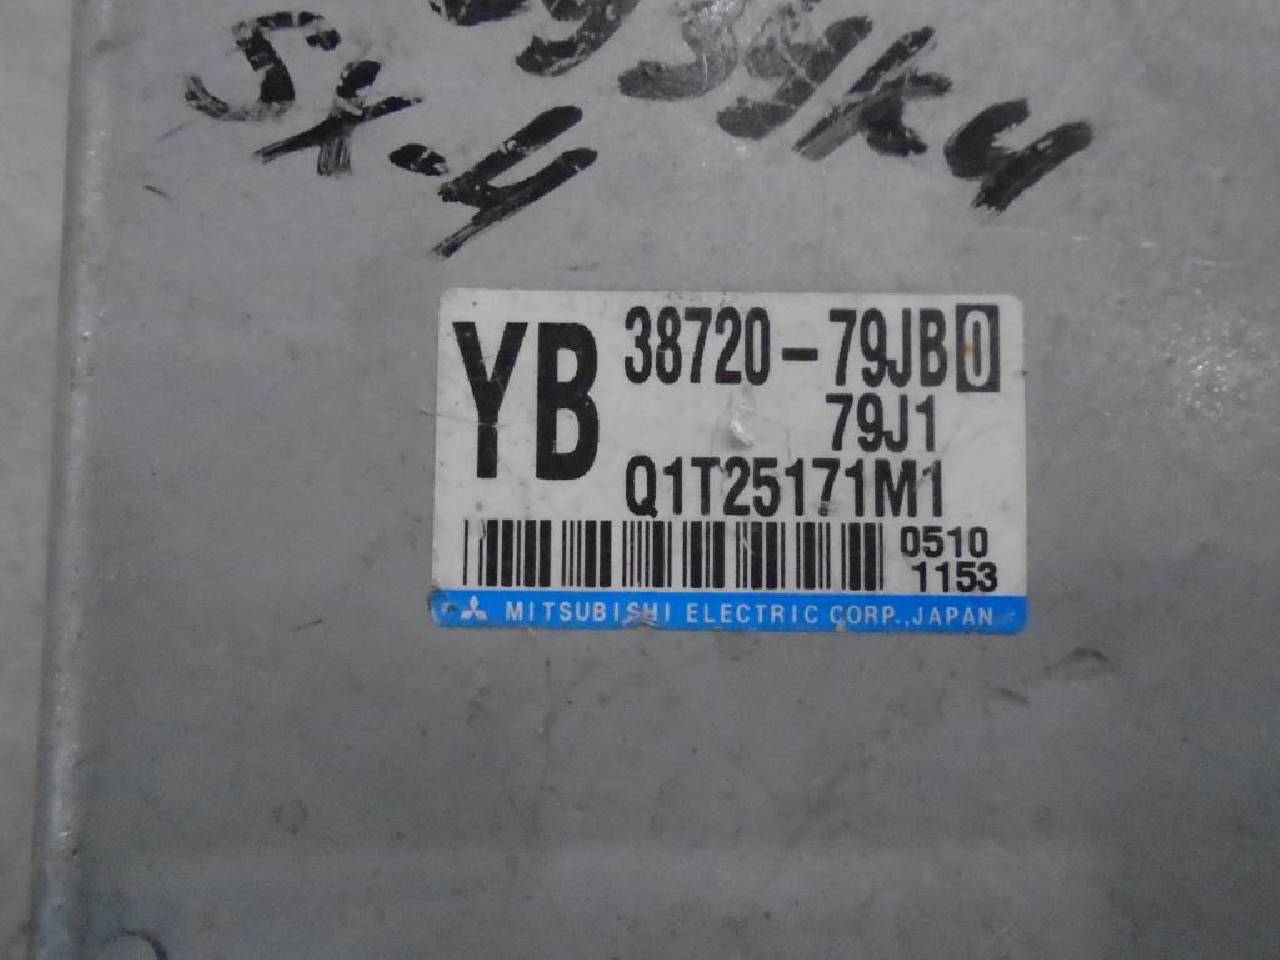 SX-4
YB
38720-79JB0
79J1
Q1T25171M1
0510
1153
MITSUBISHI ELECTRIC CORP.,JAPAN